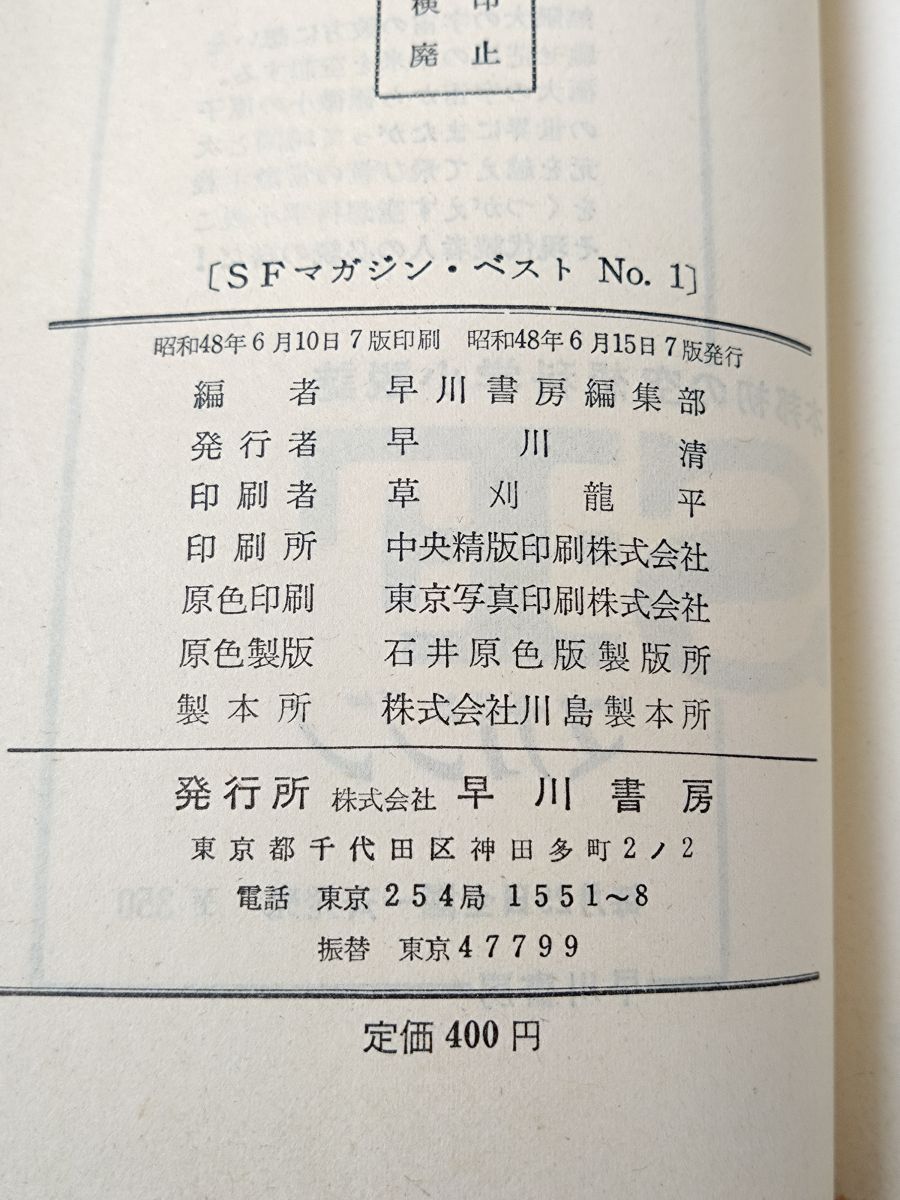 検印
廃止
〔SFマガジン・ベスト No. 1〕
昭和48年6月10日7版印刷 昭和48年6月15日7版発行
編者 早川書房編集部
発行者 早川清
印刷者 草刈龍平
印刷所 中央精版印刷株式会社
原色印刷 東京写真印刷株式会社
原色製版 石井原色版製版所
製本所 株式会社川島製本所
発行所 株式会社 早川書房
東京都千代田区神田多町2ノ2
電話 東京254局1551～8
振替 東京47799
定価400円